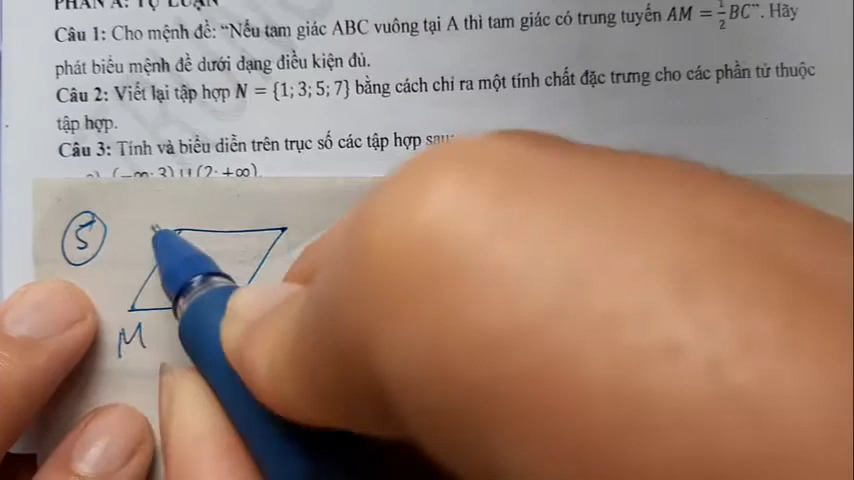 PHẦN A: TỰ LUẬN
Câu 1: Cho mệnh đề: “Nếu tam giác ABC vuông tại A thì tam giác có trung tuyến AM = 1/2 BC”. Hãy
phát biểu mệnh đề dưới dạng điều kiện đủ.
Câu 2: Viết lại tập hợp N = {1; 3; 5; 7} bằng cách chỉ ra một tính chất đặc trưng cho các phần tử thuộc
tập hợp.
Câu 3: Tính và biểu diễn trên trục số các tập hợp sau:
a) (−∞; 3) ∪ (2; +∞).
5
M